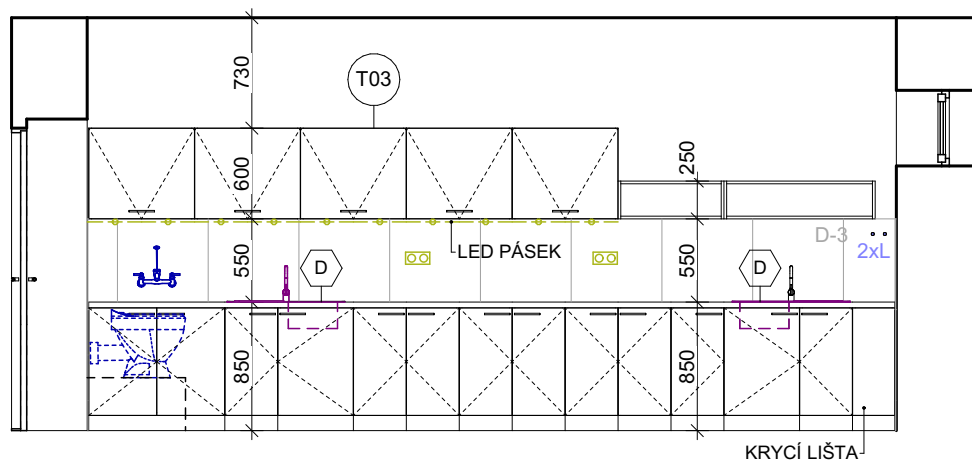 730
T03
600
250
D-3
2xL
LED PÁSEK
550
D
550
D
850
850
KRYCÍ LIŠTA